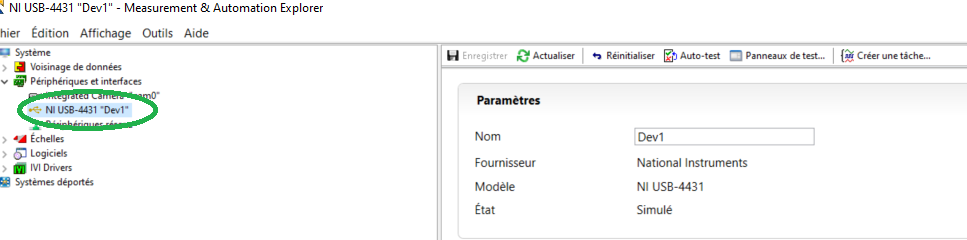 NI USB-4431 "Dev1" - Measurement & Automation Explorer
hier Édition Affichage Outils Aide
Système
Voisinage de données
Périphériques et interfaces
Integrated Camera "cam0"
NI USB-4431 "Dev1"
Périphériques réseau
Échelles
Logiciels
IVI Drivers
Systèmes déportés
Enregistrer Actualiser Réinitialiser Auto-test Panneaux de test... Créer une tâche...
Paramètres
Nom Dev1
Fournisseur National Instruments
Modèle NI USB-4431
État Simulé